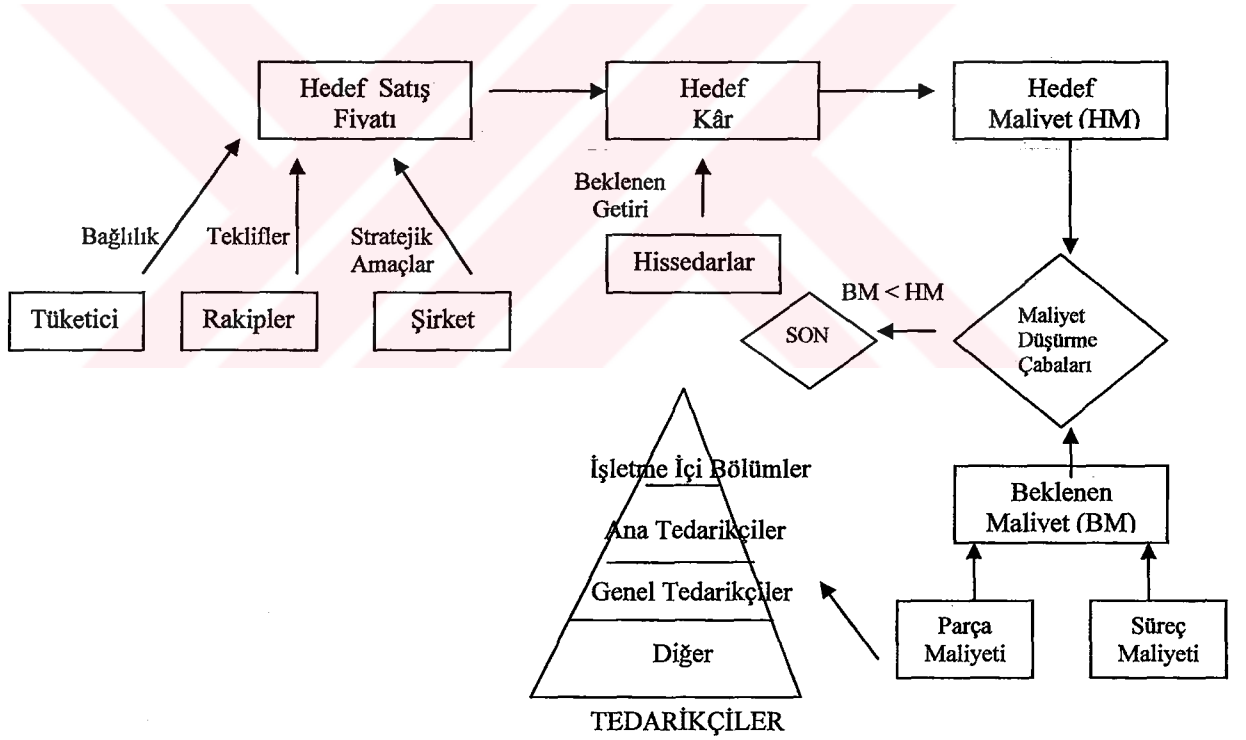 Hedef Satış
Fiyatı
Hedef
Kâr
Hedef
Maliyet (HM)
Beklenen
Getiri
Bağlılık
Teklifler
Stratejik
Amaçlar
Hissedarlar
BM < HM
Tüketici
Rakipler
Şirket
SON
Maliyet
Düşürme
Çabaları
İşletme İçi Bölümler
Beklenen
Maliyet (BM)
Ana Tedarikçiler
Genel Tedarikçiler
Parça
Maliyeti
Süreç
Maliyeti
Diğer
TEDARİKÇİLER